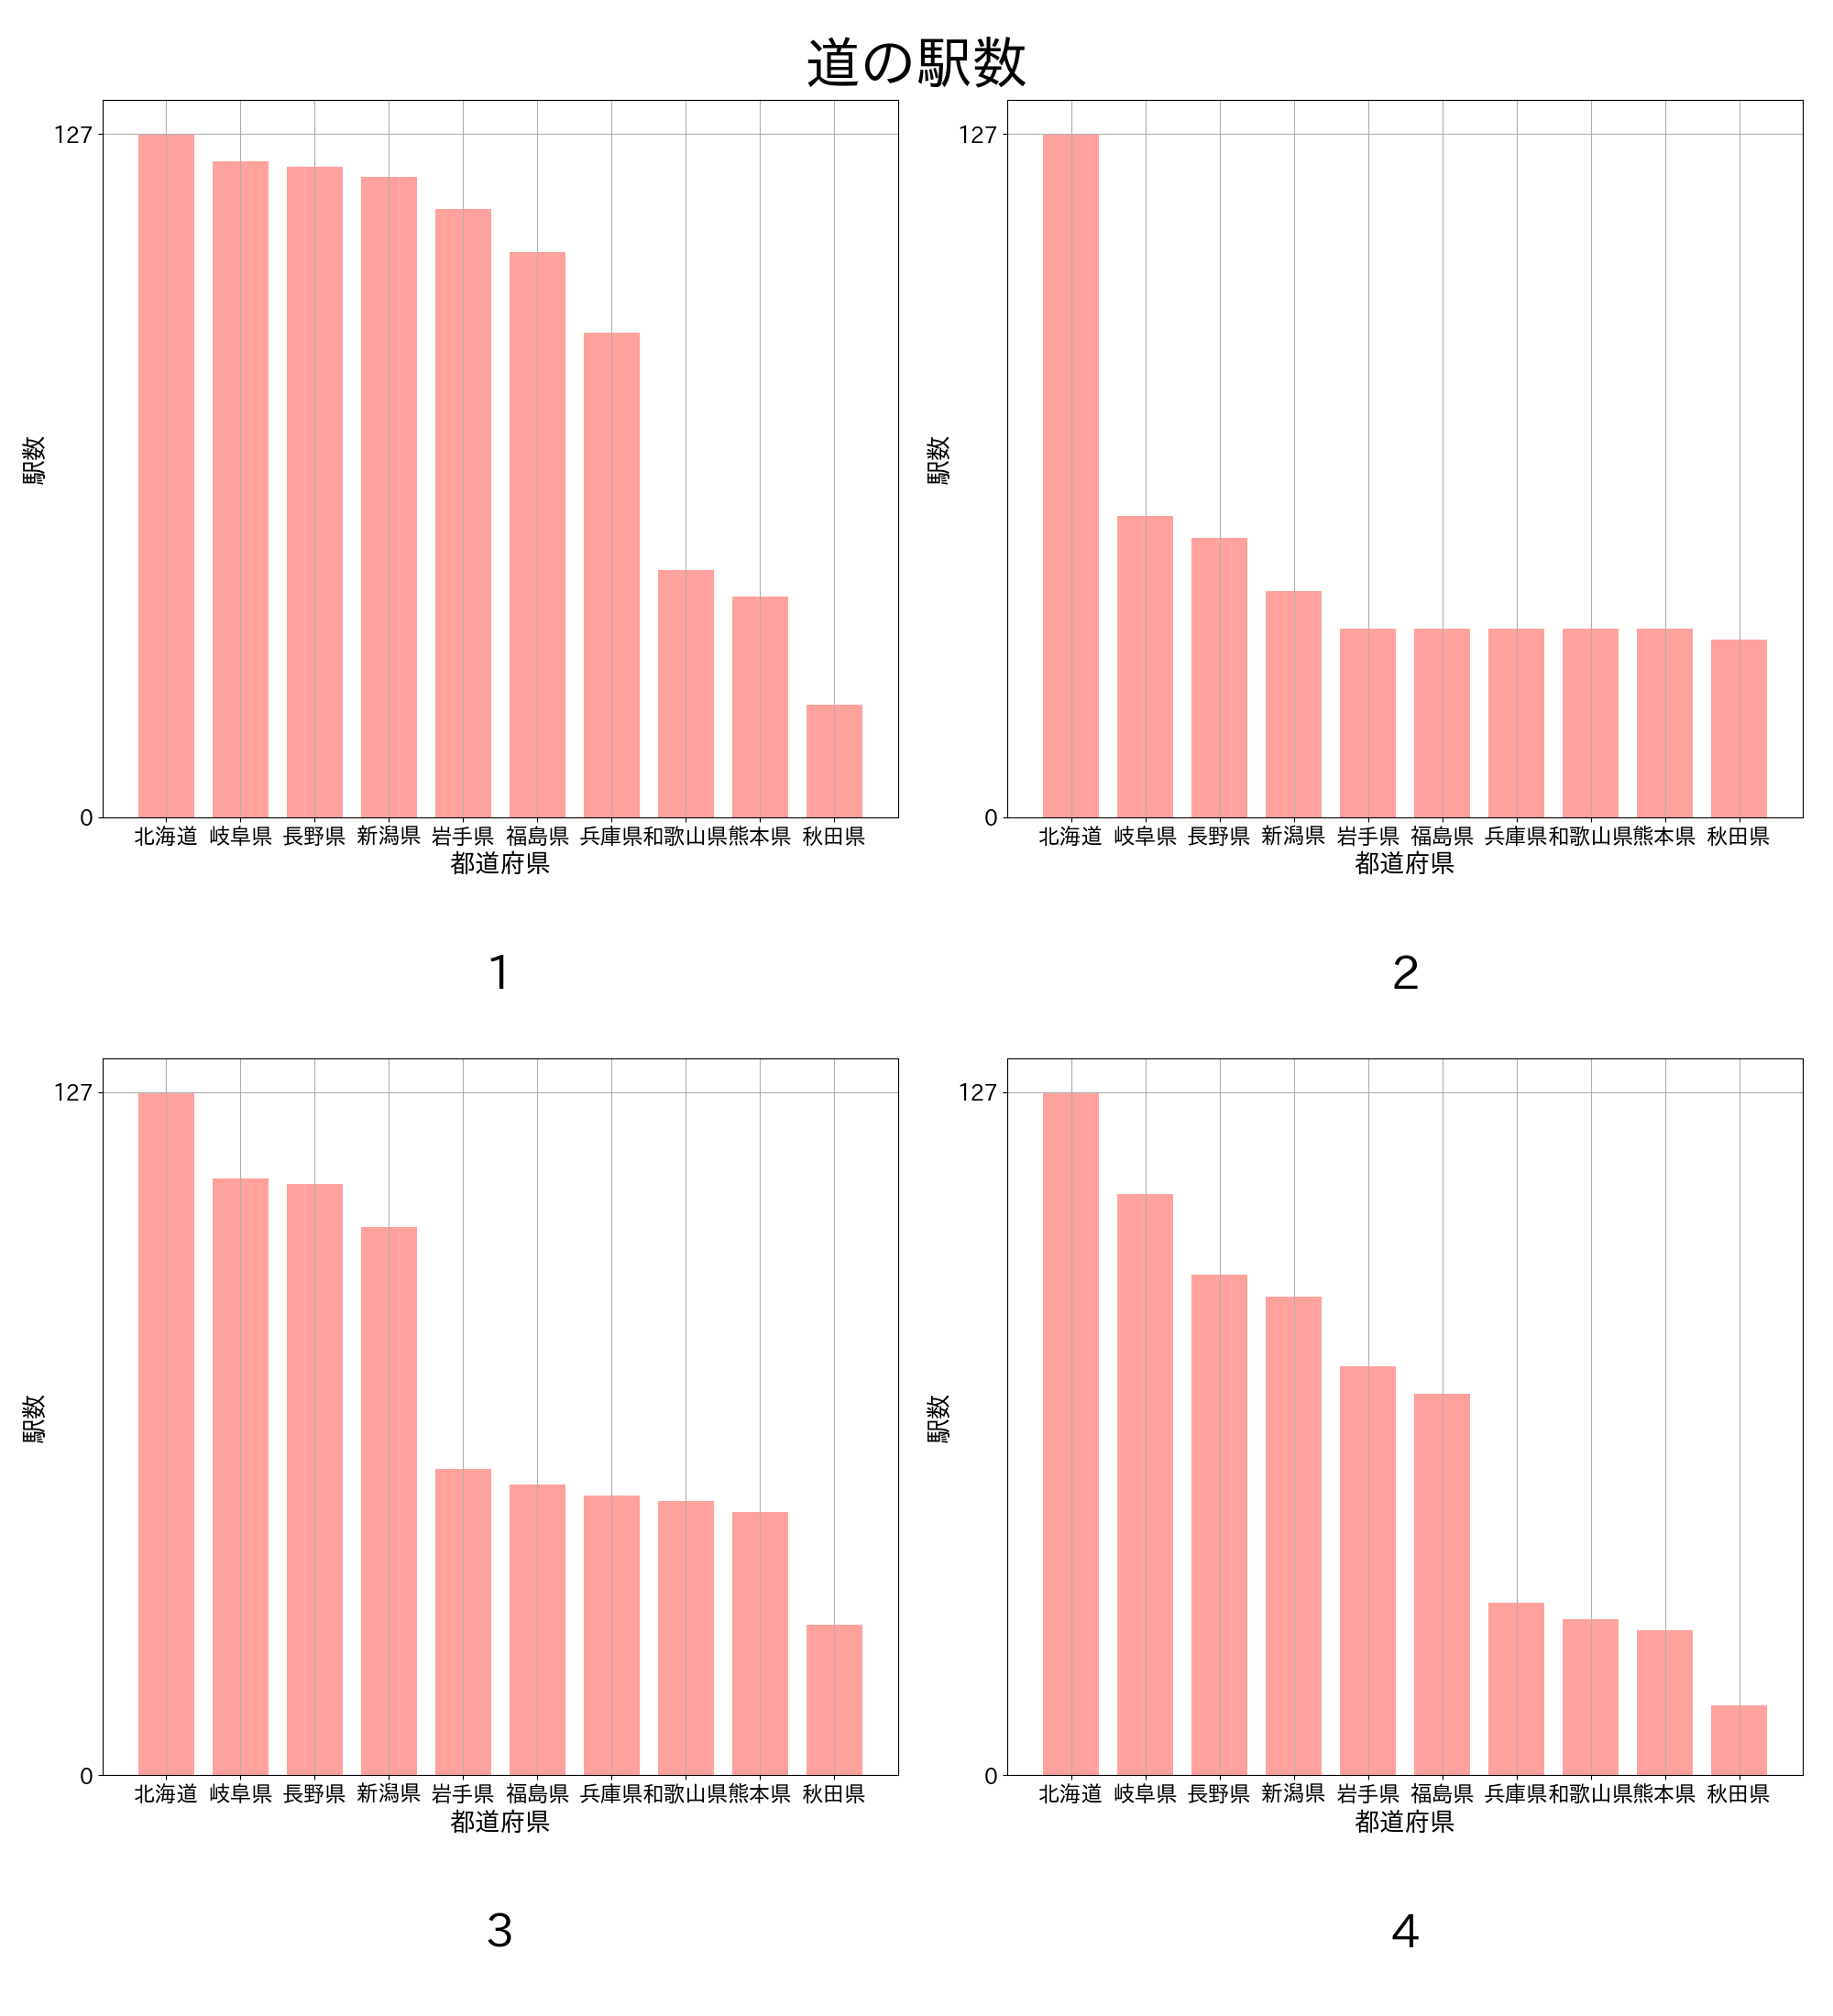 道の駅数
127
0
駅数
北海道 岐阜県 長野県 新潟県 岩手県 福島県 兵庫県 和歌山県 熊本県 秋田県
都道府県
1
127
0
駅数
北海道 岐阜県 長野県 新潟県 岩手県 福島県 兵庫県 和歌山県 熊本県 秋田県
都道府県
2
127
0
駅数
北海道 岐阜県 長野県 新潟県 岩手県 福島県 兵庫県 和歌山県 熊本県 秋田県
都道府県
3
127
0
駅数
北海道 岐阜県 長野県 新潟県 岩手県 福島県 兵庫県 和歌山県 熊本県 秋田県
都道府県
4